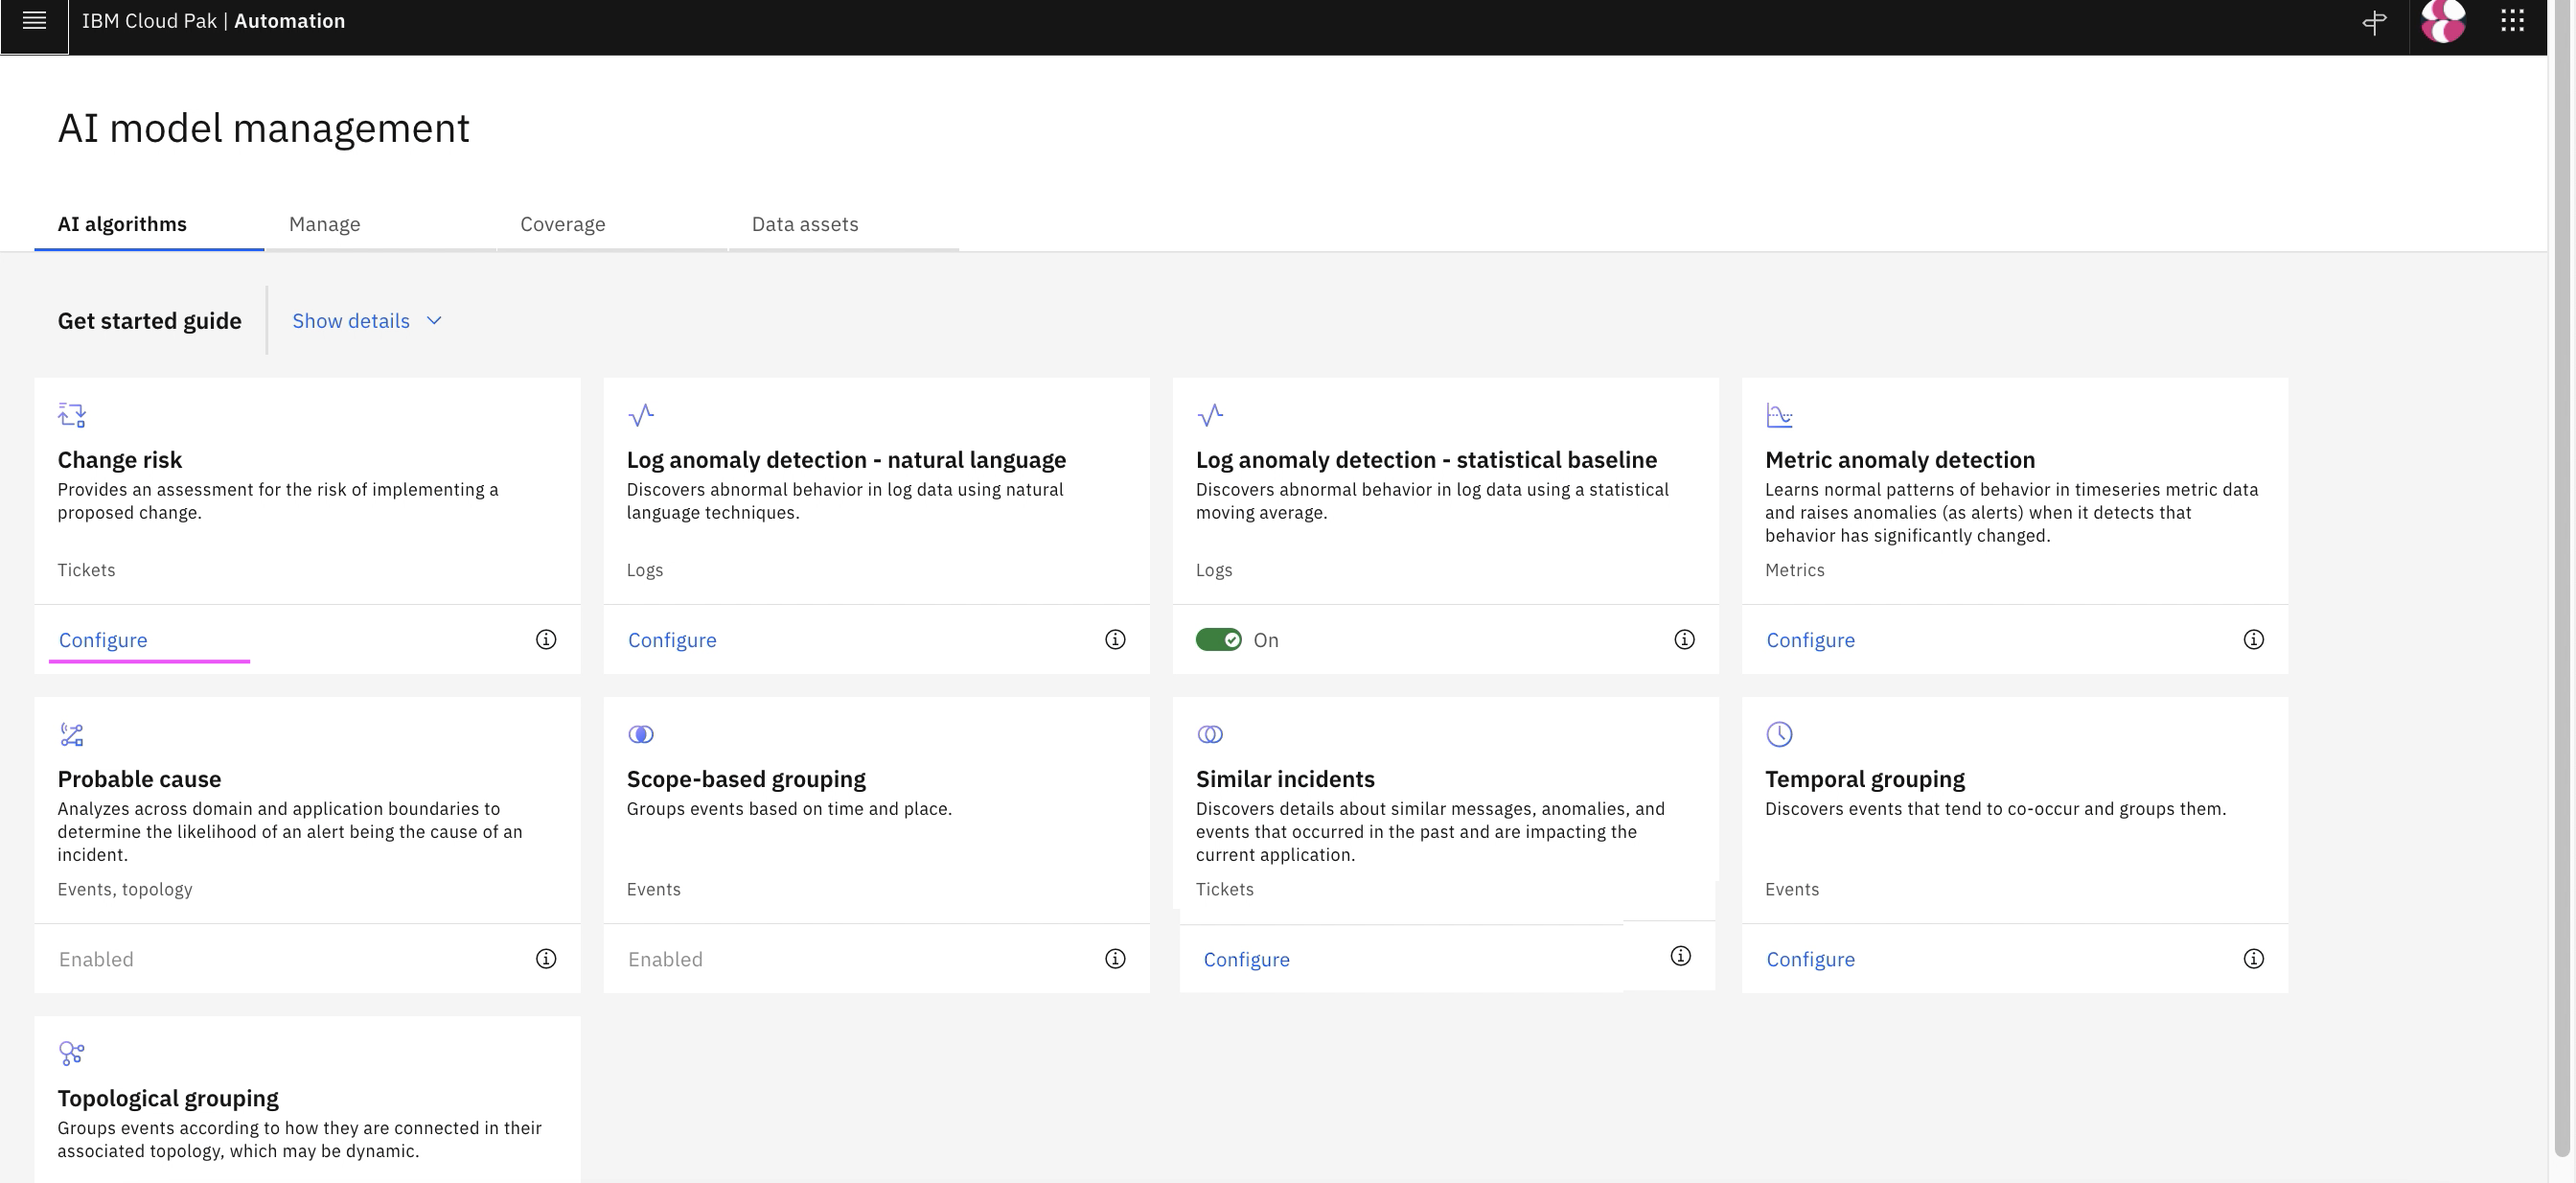 IBM Cloud Pak | Automation
AI model management
AI algorithms
Manage
Coverage
Data assets
Get started guide
Show details
Change risk
Provides an assessment for the risk of implementing a
proposed change.
Tickets
Configure
Log anomaly detection - natural language
Discovers abnormal behavior in log data using natural
language techniques.
Logs
Configure
Log anomaly detection - statistical baseline
Discovers abnormal behavior in log data using a statistical
moving average.
Logs
On
Metric anomaly detection
Learns normal patterns of behavior in timeseries metric data
and raises anomalies (as alerts) when it detects that
behavior has significantly changed.
Metrics
Configure
Probable cause
Analyzes across domain and application boundaries to
determine the likelihood of an alert being the cause of an
incident.
Events, topology
Enabled
Scope-based grouping
Groups events based on time and place.
Events
Enabled
Similar incidents
Discovers details about similar messages, anomalies, and
events that occurred in the past and are impacting the
current application.
Tickets
Configure
Temporal grouping
Discovers events that tend to co-occur and groups them.
Events
Configure
Topological grouping
Groups events according to how they are connected in their
associated topology, which may be dynamic.